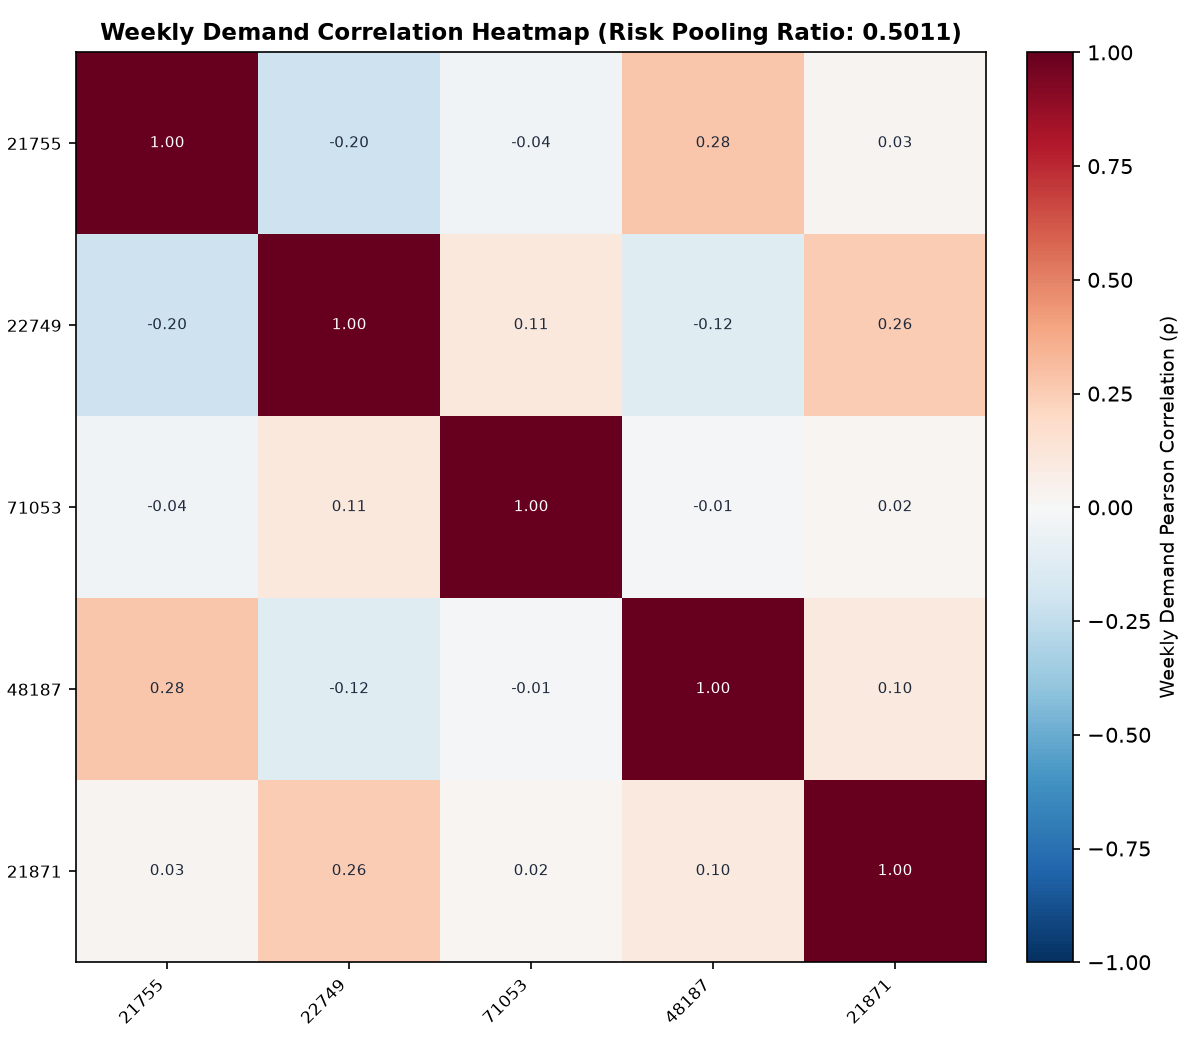 Weekly Demand Correlation Heatmap (Risk Pooling Ratio: 0.5011)
21755 1.00 -0.20 -0.04 0.28 0.03
22749 -0.20 1.00 0.11 -0.12 0.26
71053 -0.04 0.11 1.00 -0.01 0.02
48187 0.28 -0.12 -0.01 1.00 0.10
21871 0.03 0.26 0.02 0.10 1.00
21755 22749 71053 48187 21871
1.00
0.75
0.50
0.25
0.00
−0.25
−0.50
−0.75
−1.00
Weekly Demand Pearson Correlation (ρ)